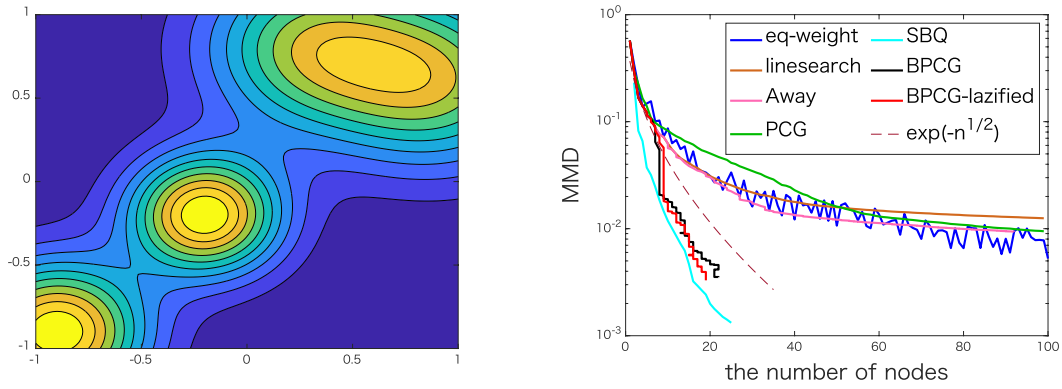 1
0.5
0
-0.5
-1
-1 -0.5 0 0.5 1
10^0
10^-1
10^-2
10^-3
MMD
eq-weight SBQ
linesearch BPCG
Away BPCG-lazified
PCG exp(-n^1/2)
0 20 40 60 80 100
the number of nodes